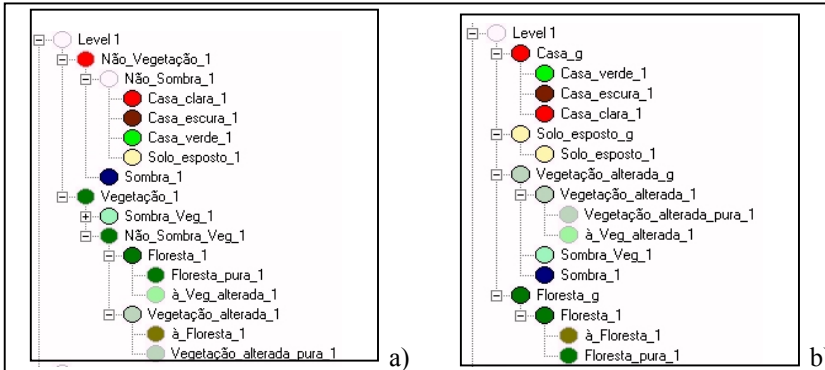 Level 1
Não_Vegetação_1
Não_Sombra_1
Casa_clara_1
Casa_escura_1
Casa_verde_1
Solo_esposto_1
Sombra_1
Vegetação_1
Sombra_Veg_1
Não_Sombra_Veg_1
Floresta_1
Floresta_pura_1
à_Veg_alterada_1
Vegetação_alterada_1
à_Floresta_1
Vegetação_alterada_pura_1
a)
Level 1
Casa_g
Casa_verde_1
Casa_escura_1
Casa_clara_1
Solo_esposto_g
Solo_esposto_1
Vegetação_alterada_g
Vegetação_alterada_1
Vegetação_alterada_pura_1
à_Veg_alterada_1
Sombra_Veg_1
Sombra_1
Floresta_g
Floresta_1
à_Floresta_1
Floresta_pura_1
b)